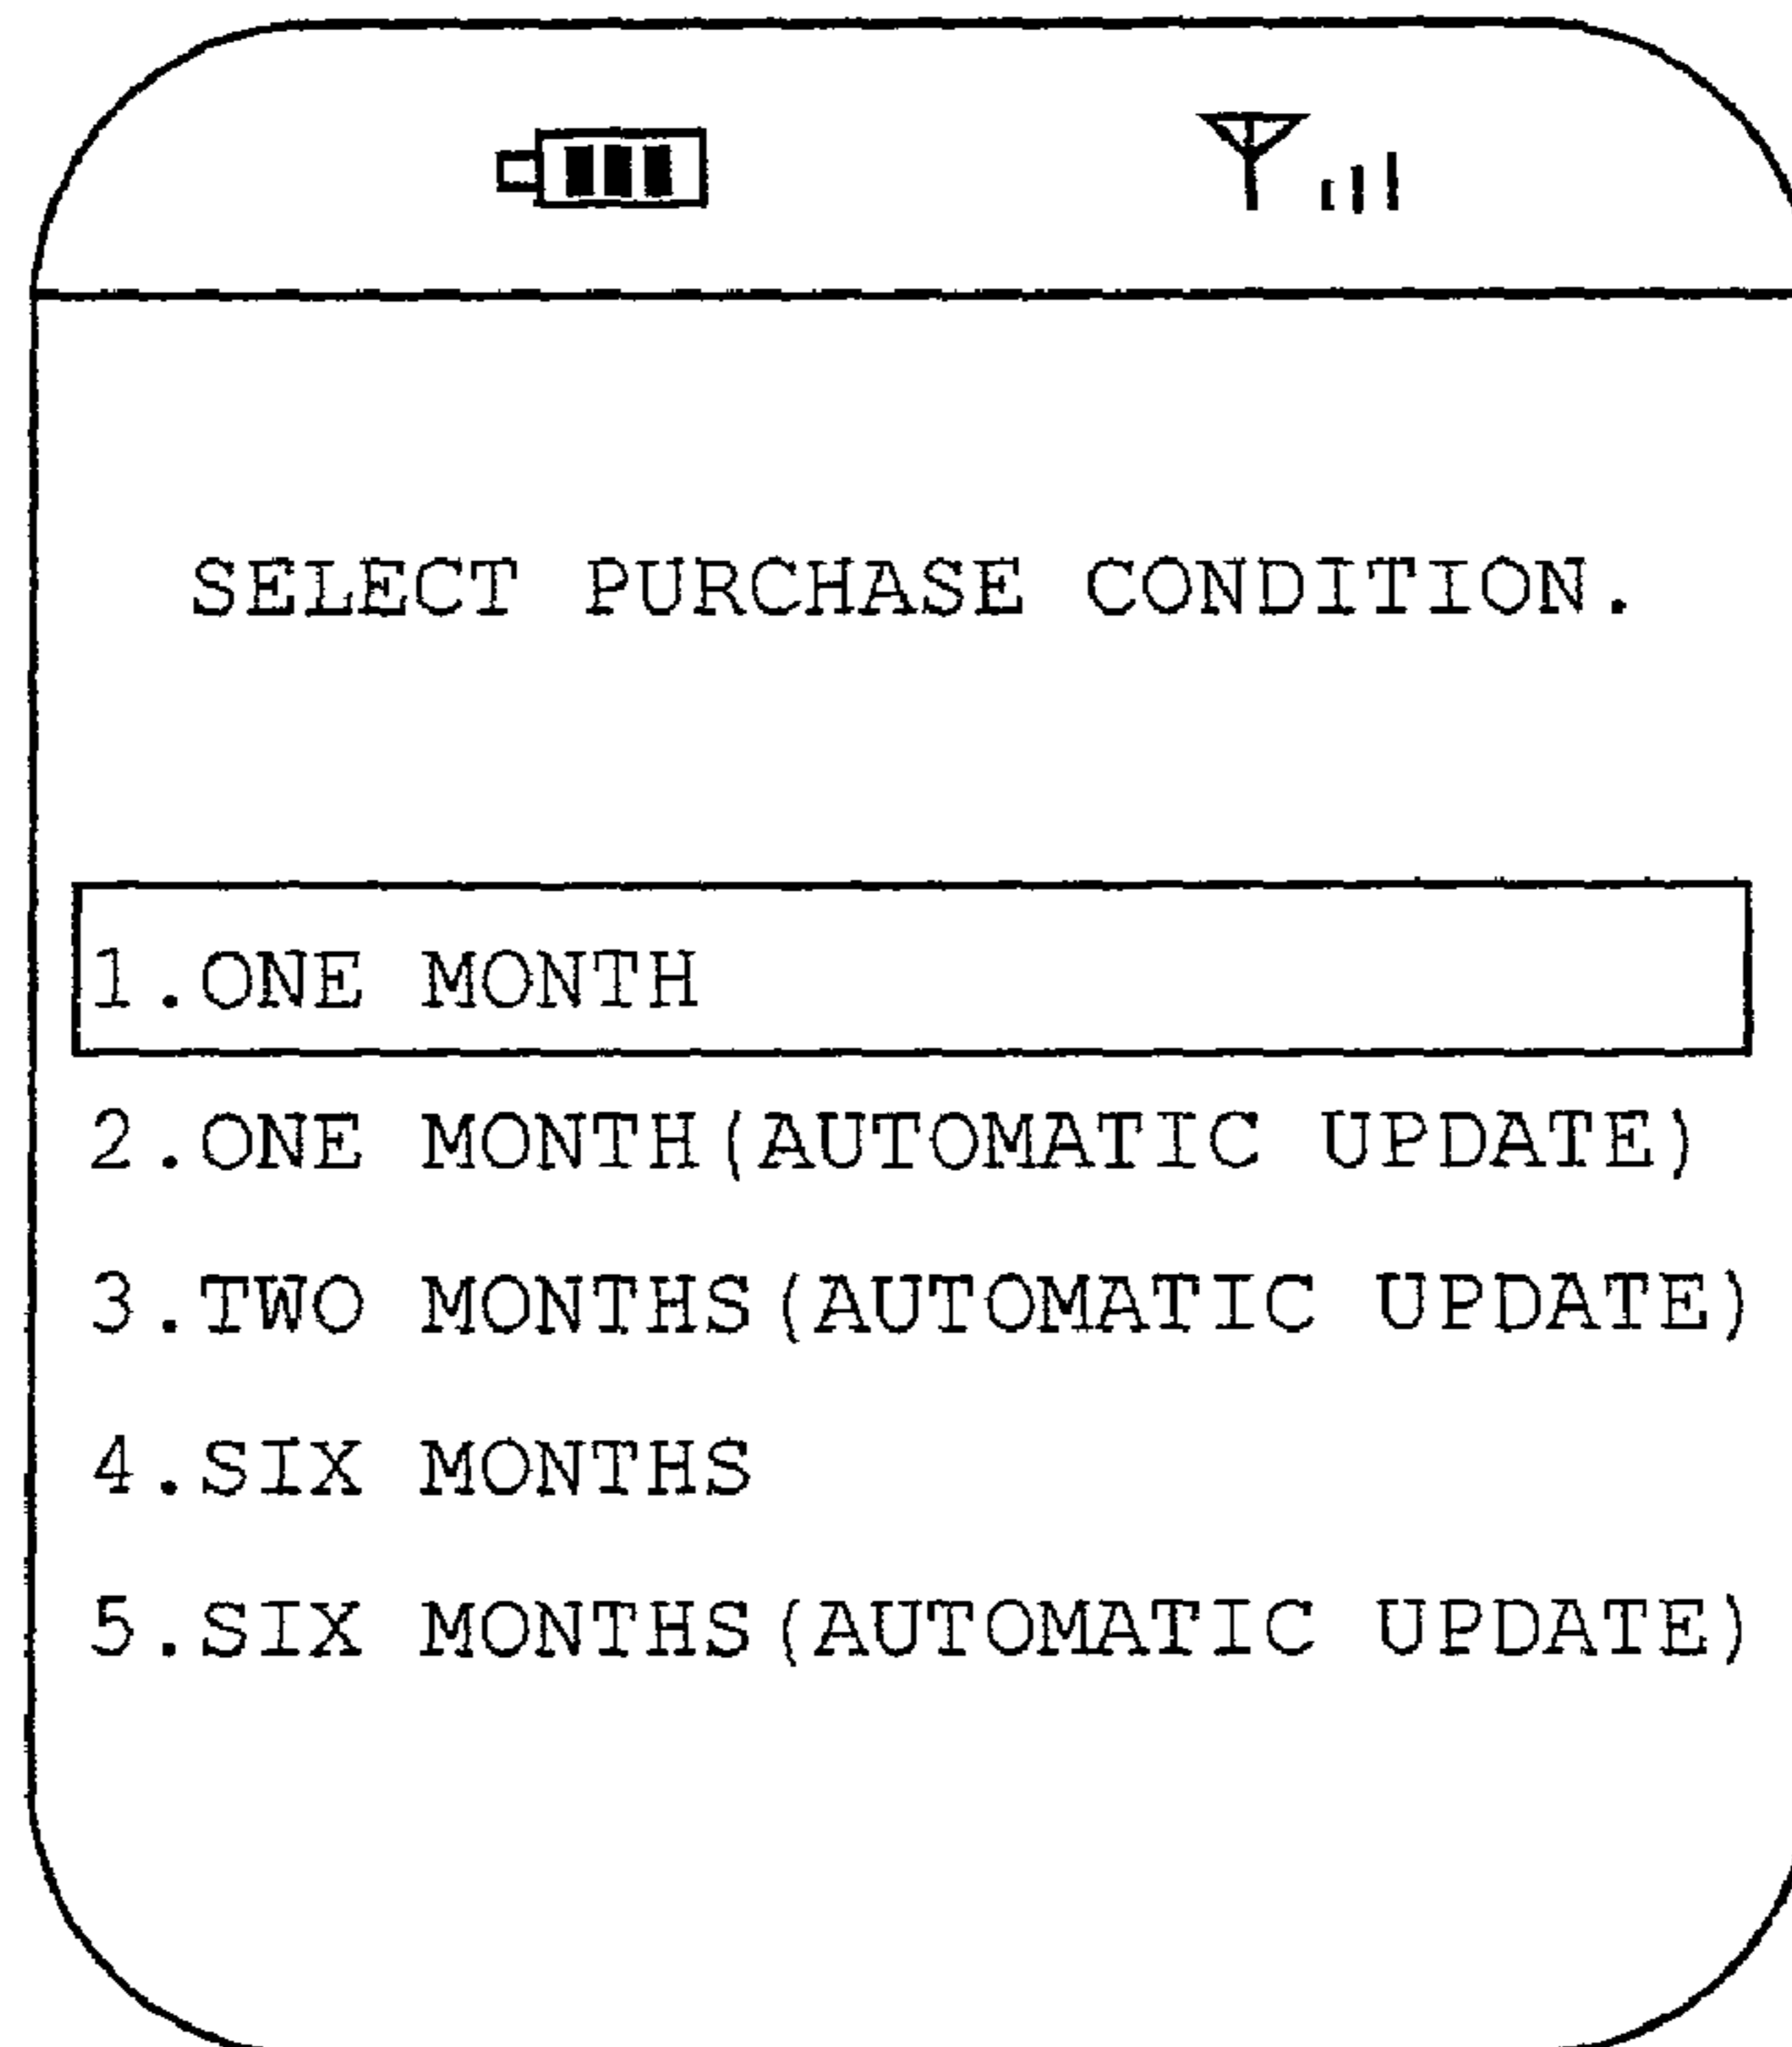 SELECT PURCHASE CONDITION.
1.ONE MONTH
2.ONE MONTH(AUTOMATIC UPDATE)
3.TWO MONTHS(AUTOMATIC UPDATE)
4.SIX MONTHS
5.SIX MONTHS(AUTOMATIC UPDATE)